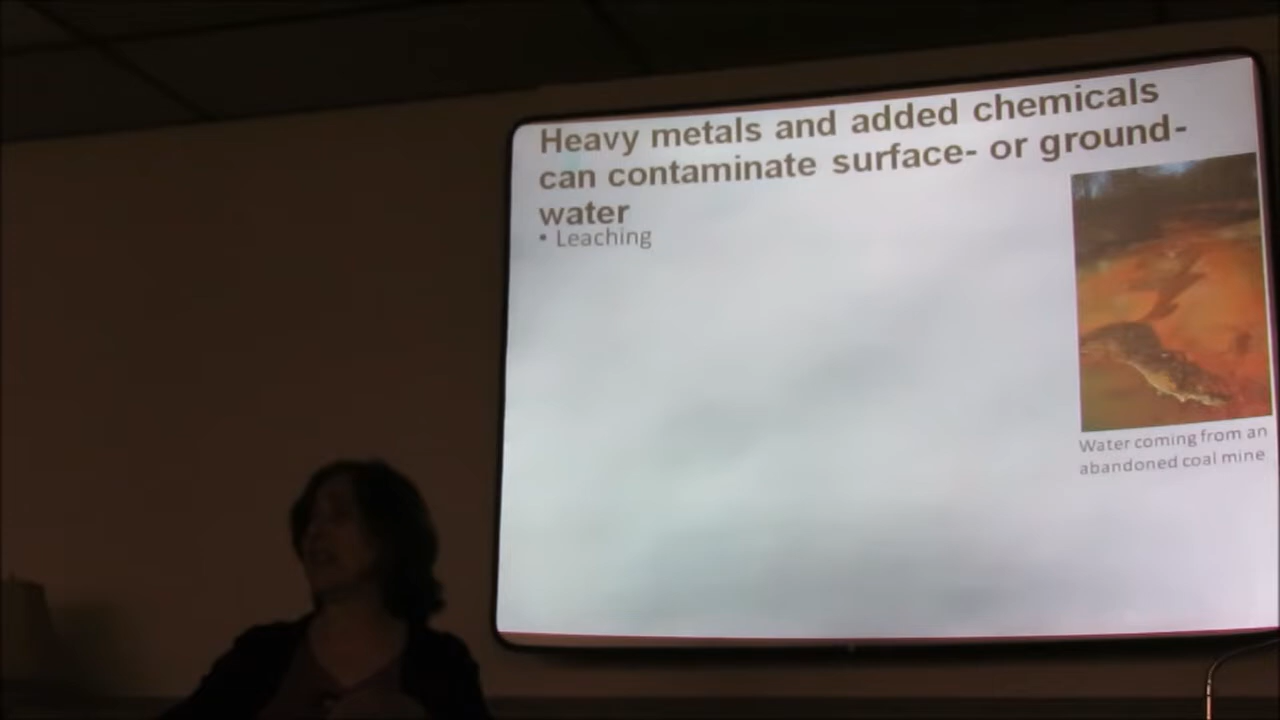 Heavy metals and added chemicals
can contaminate surface- or ground-
water
• Leaching
Water coming from an
abandoned coal mine